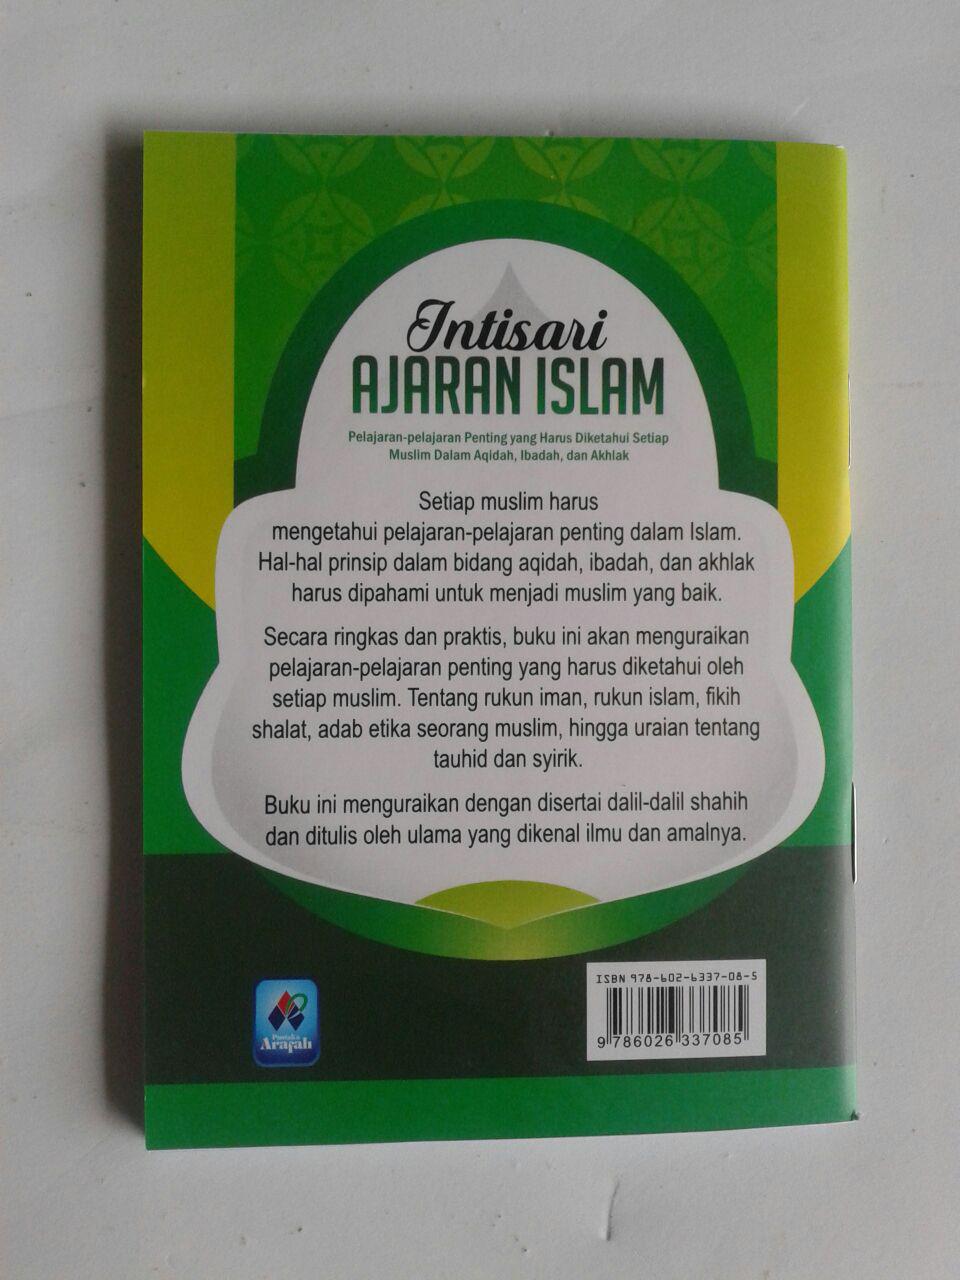 Intisari
AJARAN ISLAM
Pelajaran-pelajaran Penting yang Harus Diketahui Setiap
Muslim Dalam Aqidah, Ibadah, dan Akhlak
Setiap muslim harus
mengetahui pelajaran-pelajaran penting dalam Islam.
Hal-hal prinsip dalam bidang aqidah, ibadah, dan akhlak
harus dipahami untuk menjadi muslim yang baik.
Secara ringkas dan praktis, buku ini akan menguraikan
pelajaran-pelajaran penting yang harus diketahui oleh
setiap muslim. Tentang rukun iman, rukun islam, fikih
shalat, adab etika seorang muslim, hingga uraian tentang
tauhid dan syirik.
Buku ini menguraikan dengan disertai dalil-dalil shahih
dan ditulis oleh ulama yang dikenal ilmu dan amalnya.
Pustaka
Arafah
ISBN 978-602-6337-08-5
9 786026 337085